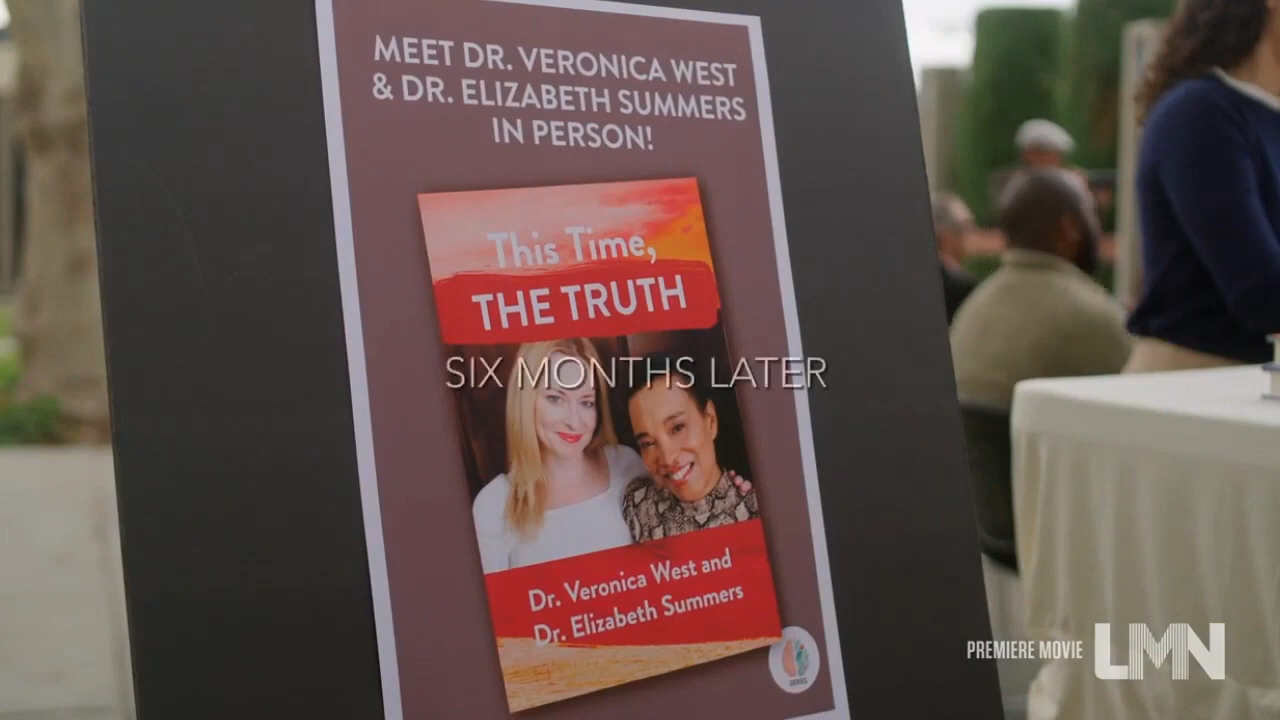 MEET DR. VERONICA WEST
& DR. ELIZABETH SUMMERS
IN PERSON!
This Time,
THE TRUTH
SIX MONTHS LATER
Dr. Veronica West and
Dr. Elizabeth Summers
PREMIERE MOVIE LMN